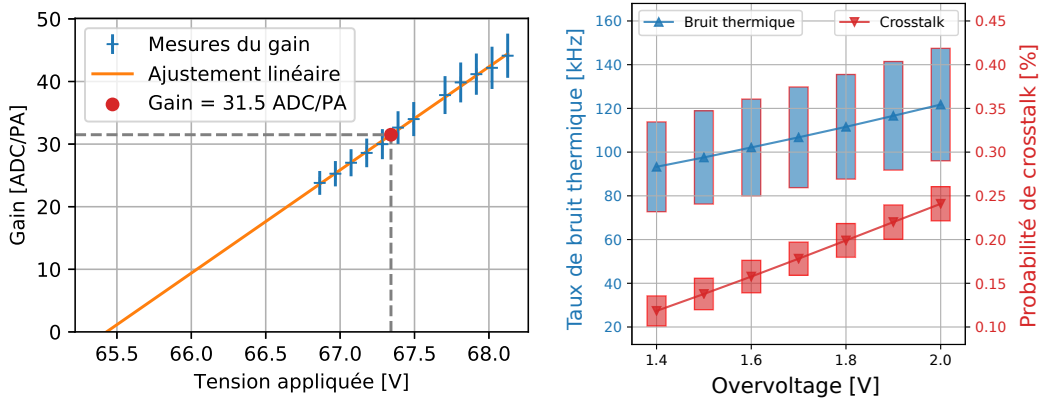 50
40
30
20
10
0
Gain [ADC/PA]
Mesures du gain
Ajustement linéaire
Gain = 31.5 ADC/PA
65.5 66.0 66.5 67.0 67.5 68.0
Tension appliquée [V]
160
140
120
100
80
60
40
20
Taux de bruit thermique [kHz]
Bruit thermique
Crosstalk
0.45
0.40
0.35
0.30
0.25
0.20
0.15
0.10
Probabilité de crosstalk [%]
1.4 1.6 1.8 2.0
Overvoltage [V]